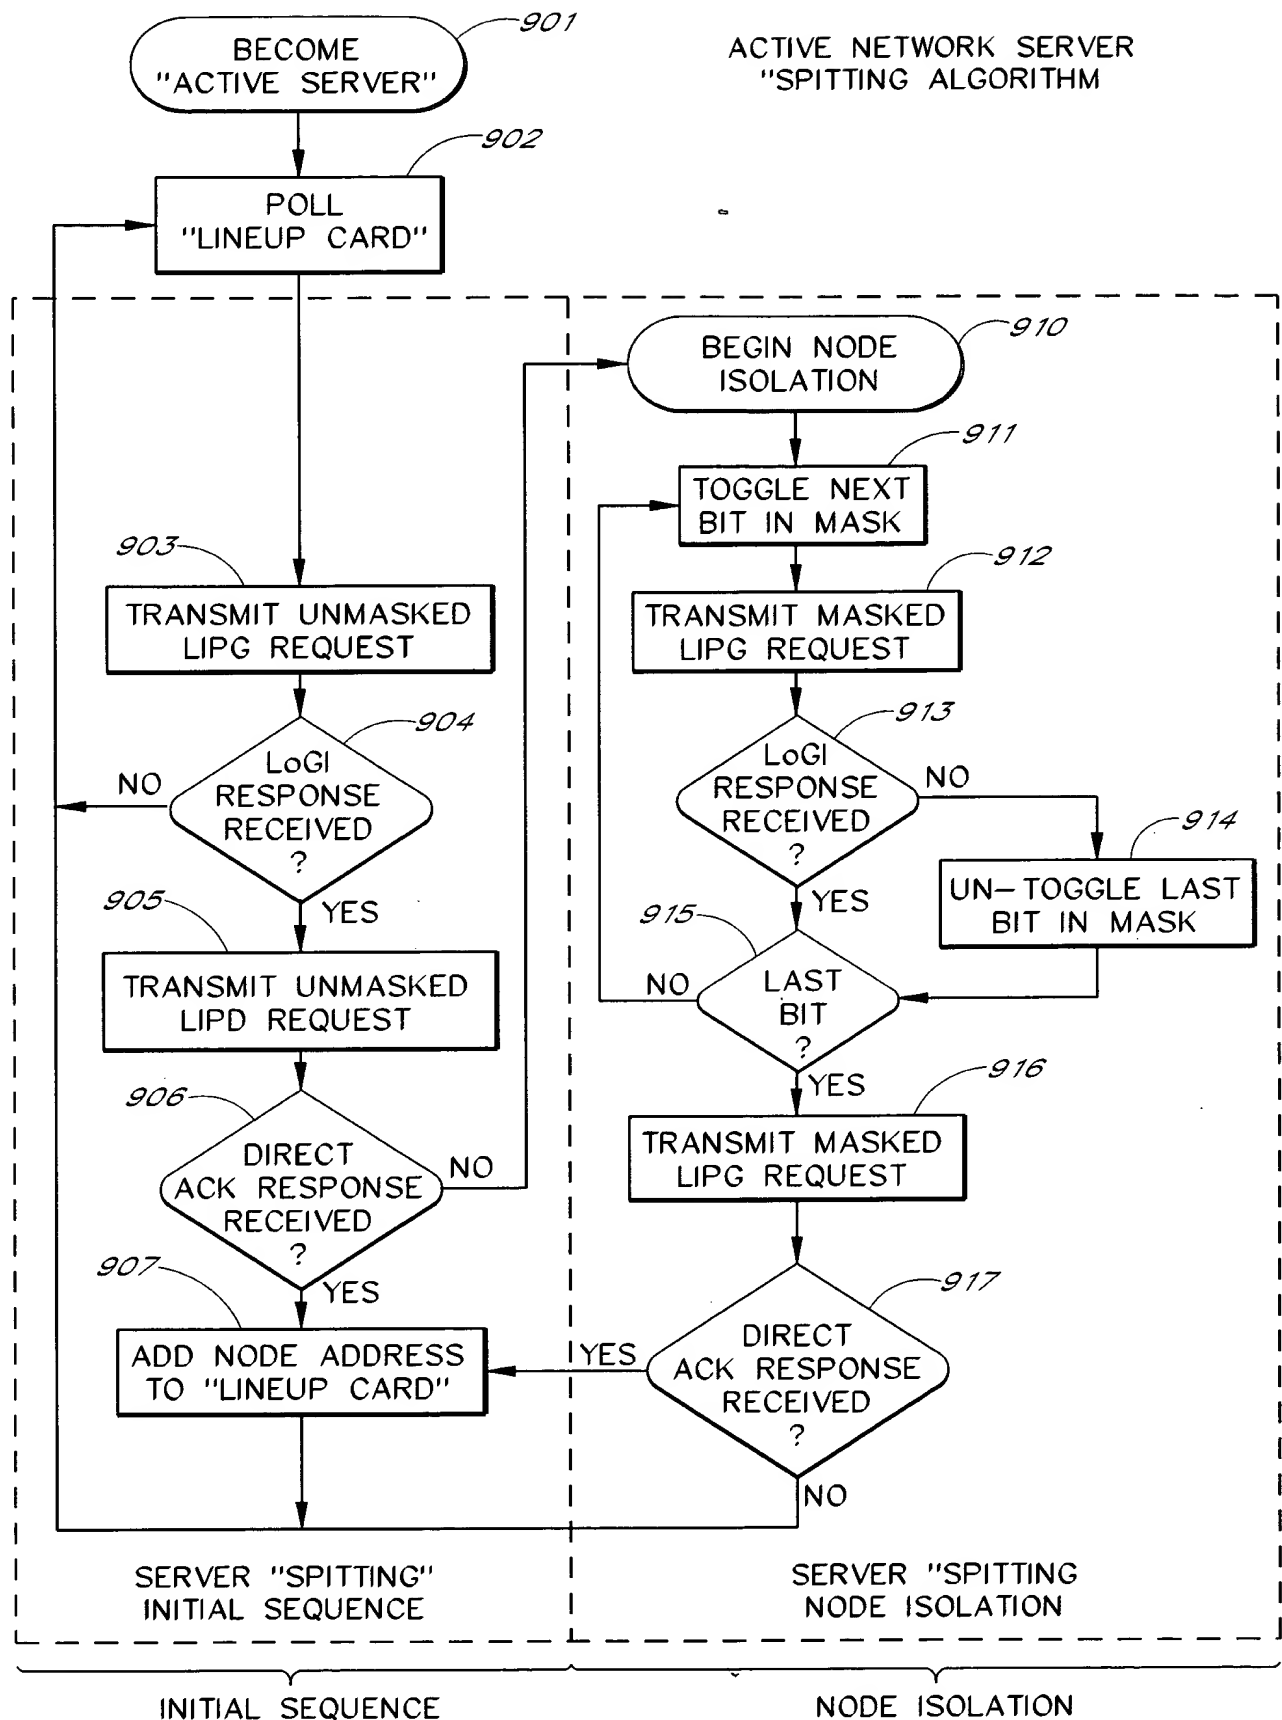 901
BECOME
"ACTIVE SERVER"
ACTIVE NETWORK SERVER
"SPITTING ALGORITHM
902
POLL
"LINEUP CARD"
903
TRANSMIT UNMASKED
LIPG REQUEST
904
LoGI
RESPONSE
RECEIVED
?
NO
YES
905
TRANSMIT UNMASKED
LIPD REQUEST
906
DIRECT
ACK RESPONSE
RECEIVED
?
NO
YES
907
ADD NODE ADDRESS
TO "LINEUP CARD"
SERVER "SPITTING"
INITIAL SEQUENCE
INITIAL SEQUENCE
910
BEGIN NODE
ISOLATION
911
TOGGLE NEXT
BIT IN MASK
912
TRANSMIT MASKED
LIPG REQUEST
913
LoGI
RESPONSE
RECEIVED
?
NO
YES
914
UN-TOGGLE LAST
BIT IN MASK
915
LAST
BIT
?
NO
YES
916
TRANSMIT MASKED
LIPG REQUEST
917
DIRECT
ACK RESPONSE
RECEIVED
?
YES
NO
SERVER "SPITTING
NODE ISOLATION
NODE ISOLATION